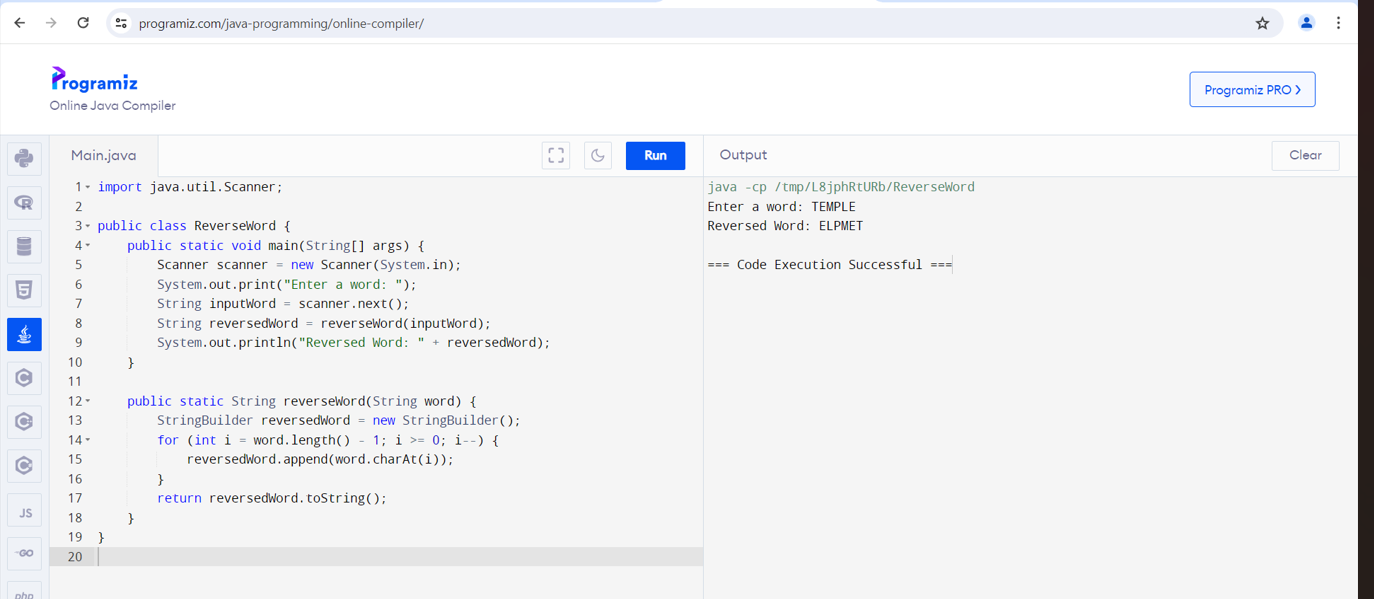 programiz.com/java-programming/online-compiler/
Programiz
Online Java Compiler
Programiz PRO >
Main.java
Run
Output
Clear
1 import java.util.Scanner;
2
3 public class ReverseWord {
4     public static void main(String[] args) {
5         Scanner scanner = new Scanner(System.in);
6         System.out.print("Enter a word: ");
7         String inputWord = scanner.next();
8         String reversedWord = reverseWord(inputWord);
9         System.out.println("Reversed Word: " + reversedWord);
10     }
11
12     public static String reverseWord(String word) {
13         StringBuilder reversedWord = new StringBuilder();
14         for (int i = word.length() - 1; i >= 0; i--) {
15             reversedWord.append(word.charAt(i));
16         }
17         return reversedWord.toString();
18     }
19 }
20
java -cp /tmp/L8jphRtURb/ReverseWord
Enter a word: TEMPLE
Reversed Word: ELPMET
=== Code Execution Successful ===
R
5
C
C
C
JS
GO
php